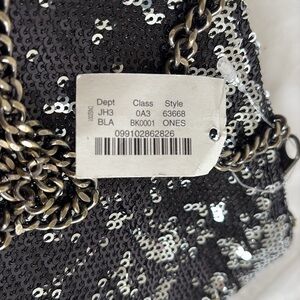 Dept Class Style
JH3 0A3 63668
BLA BK0001 ONES
099102862826